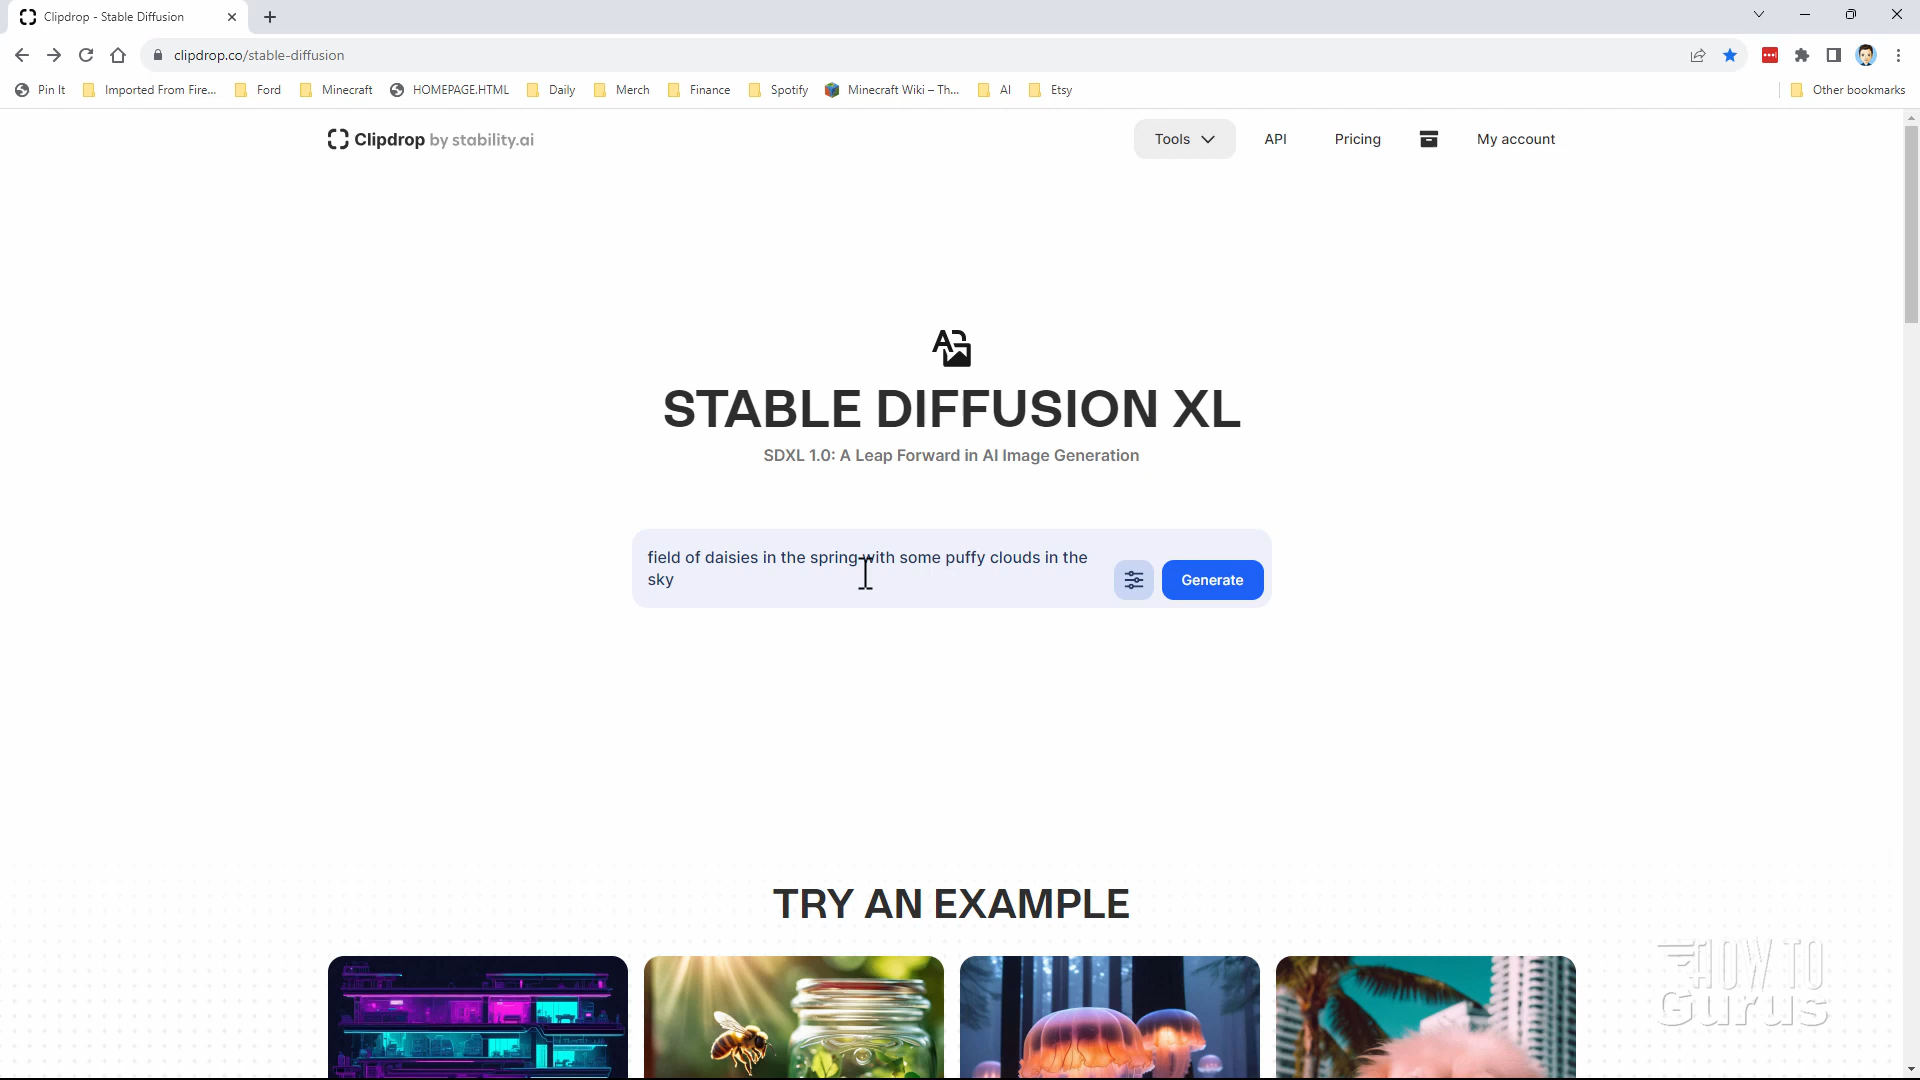 Clipdrop - Stable Diffusion
clipdrop.co/stable-diffusion
Pin It
Imported From Fire...
Ford
Minecraft
HOMEPAGE.HTML
Daily
Merch
Finance
Spotify
Minecraft Wiki – Th...
AI
Etsy
Other bookmarks
Clipdrop by stability.ai
Tools
API
Pricing
My account
STABLE DIFFUSION XL
SDXL 1.0: A Leap Forward in AI Image Generation
field of daisies in the spring with some puffy clouds in the
sky
Generate
TRY AN EXAMPLE
HOW TO
Gurus